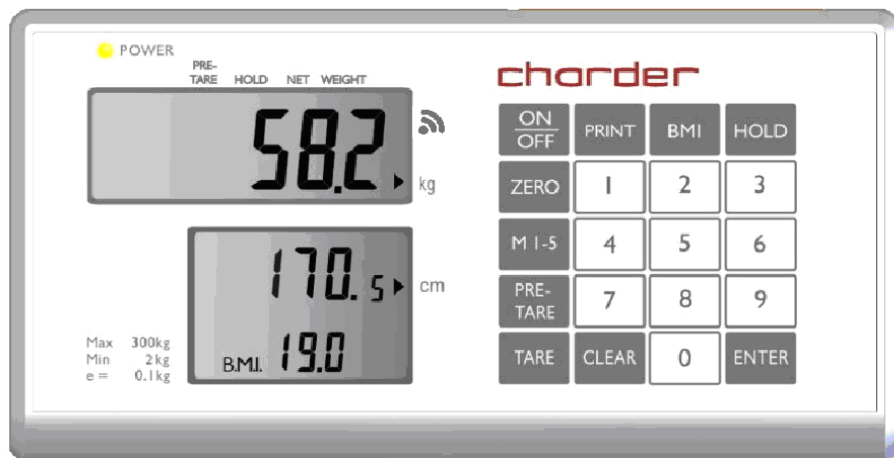 POWER
PRE-
TARE HOLD NET WEIGHT
58.2
kg
170.5 cm
B.M.I. 19.0
Max 300kg
Min 2kg
e = 0.1kg
charder
ON
OFF
PRINT BMI HOLD
ZERO 1 2 3
M 1-5 4 5 6
PRE-
TARE
7 8 9
TARE CLEAR 0 ENTER